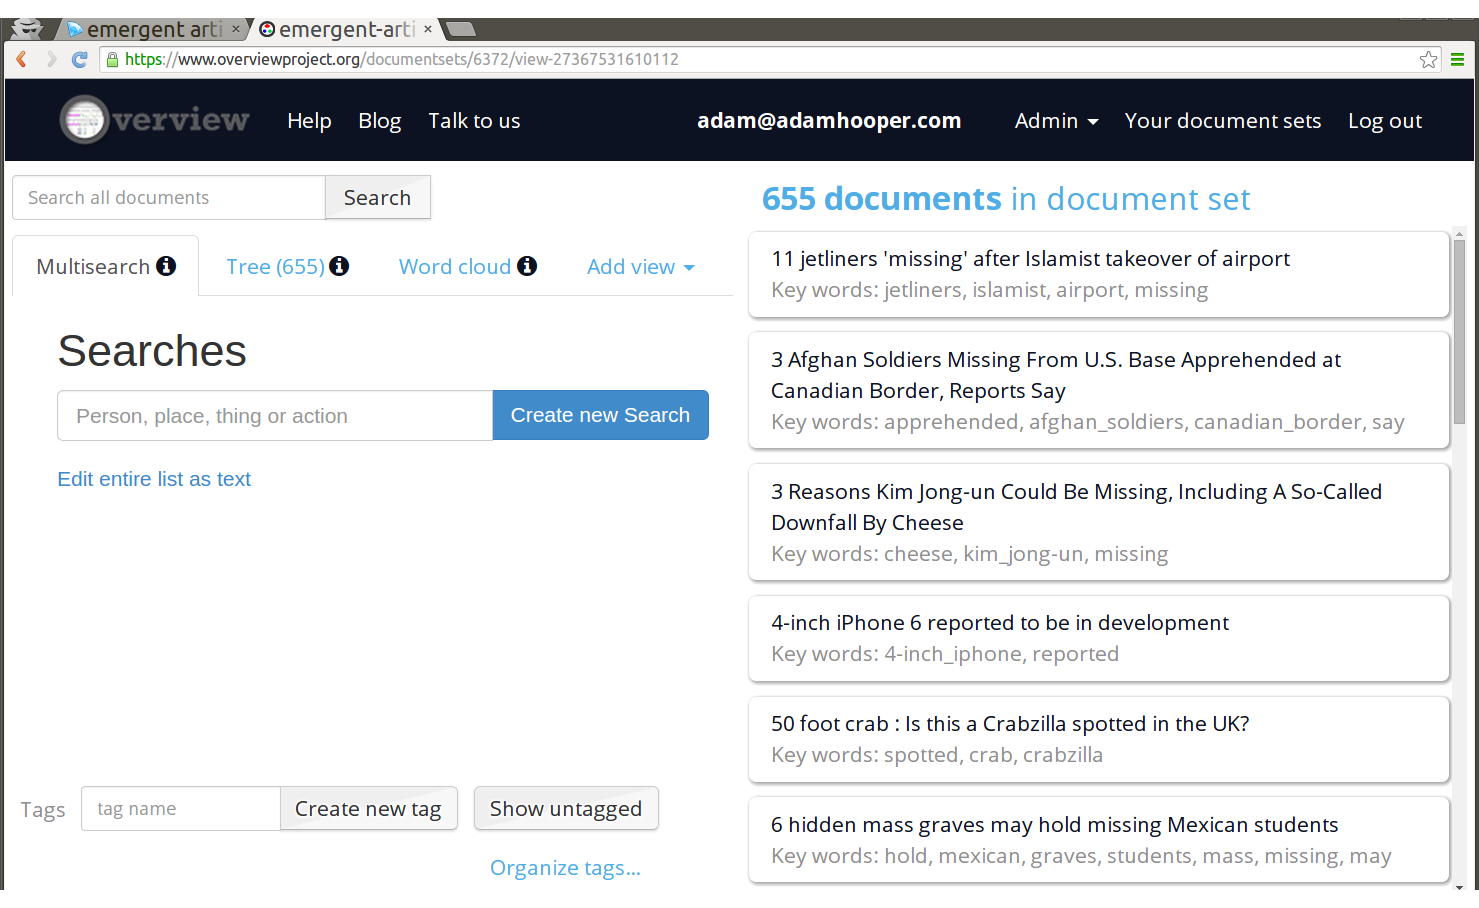 emergent arti × emergent-arti ×
https://www.overviewproject.org/documentsets/6372/view-27367531610112
verview Help Blog Talk to us adam@adamhooper.com Admin Your document sets Log out
Search all documents Search
Multisearch Tree (655) Word cloud Add view
Searches
Person, place, thing or action Create new Search
Edit entire list as text
Tags tag name Create new tag Show untagged
Organize tags...
655 documents in document set
11 jetliners 'missing' after Islamist takeover of airport
Key words: jetliners, islamist, airport, missing
3 Afghan Soldiers Missing From U.S. Base Apprehended at
Canadian Border, Reports Say
Key words: apprehended, afghan_soldiers, canadian_border, say
3 Reasons Kim Jong-un Could Be Missing, Including A So-Called
Downfall By Cheese
Key words: cheese, kim_jong-un, missing
4-inch iPhone 6 reported to be in development
Key words: 4-inch_iphone, reported
50 foot crab : Is this a Crabzilla spotted in the UK?
Key words: spotted, crab, crabzilla
6 hidden mass graves may hold missing Mexican students
Key words: hold, mexican, graves, students, mass, missing, may